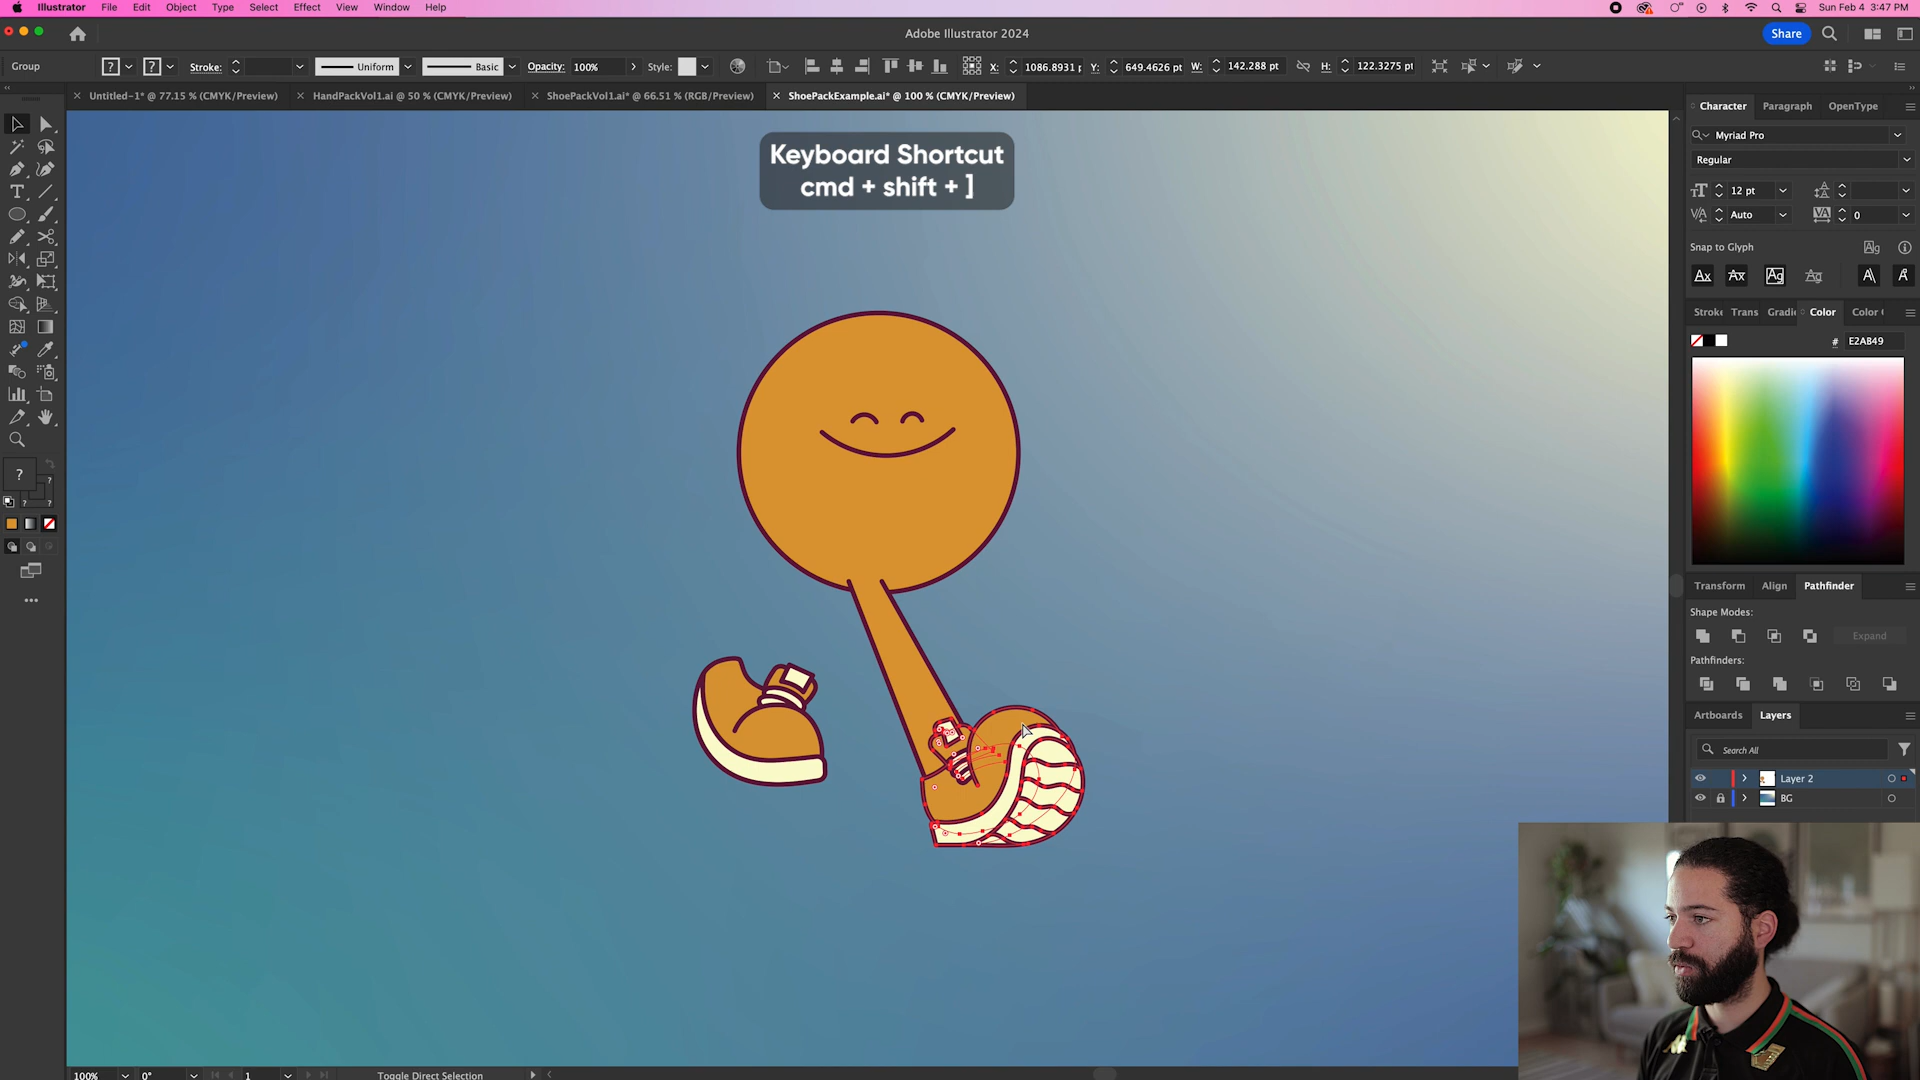 Illustrator File Edit Object Type Select Effect View Window Help
Sun Feb 4 3:47 PM
Adobe Illustrator 2024
Share
Group
Stroke:
Uniform
Basic
Opacity: 100%
Style:
X: 1086.8931 p
Y: 649.4626 pt
W: 142.288 pt
H: 122.3275 pt
Untitled-1* @ 77.15 % (CMYK/Preview)
HandPackVol1.ai @ 50 % (CMYK/Preview)
ShoePackVol1.ai* @ 66.51 % (RGB/Preview)
ShoePackExample.ai* @ 100 % (CMYK/Preview)
Keyboard Shortcut
cmd + shift + ]
Character Paragraph OpenType
Myriad Pro
Regular
12 pt
Auto
0
Snap to Glyph
Stroke Trans Gradi Color Color
# E2AB49
Transform Align Pathfinder
Shape Modes:
Expand
Pathfinders:
Artboards Layers
Search All
Layer 2
BG
100%
0°
1
Toggle Direct Selection